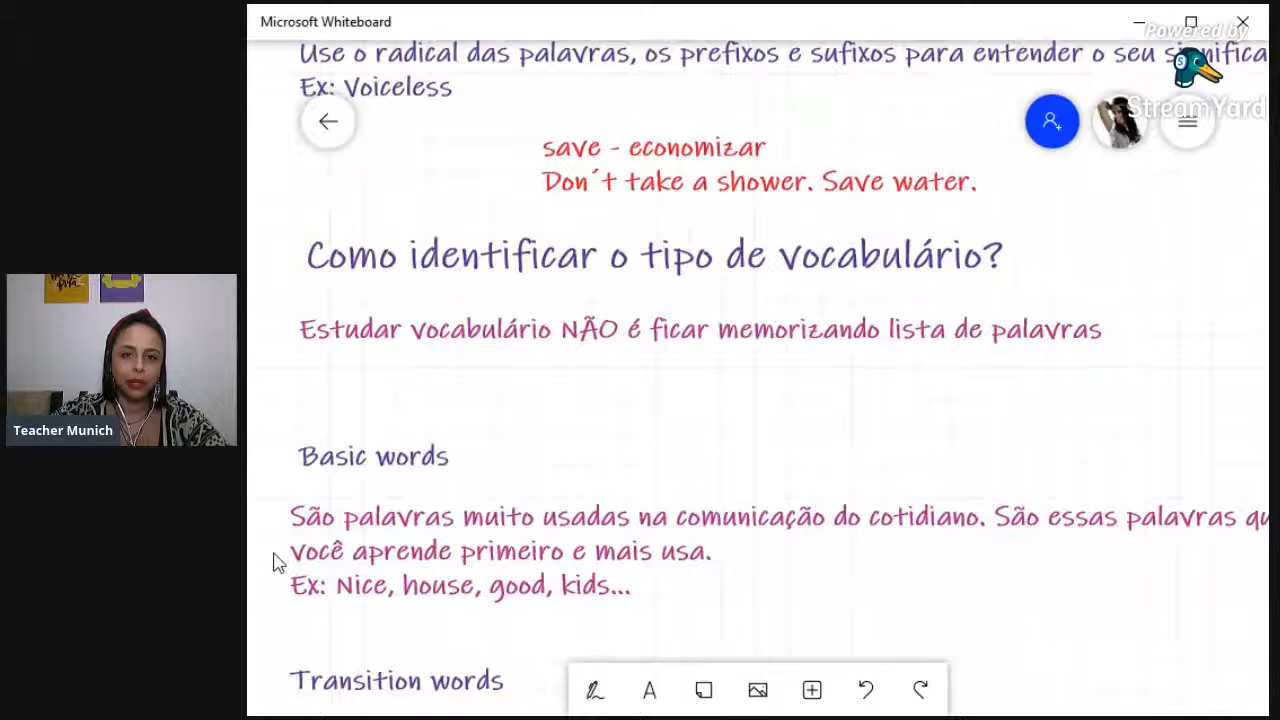 Microsoft Whiteboard
Powered by
StreamYard
Use o radical das palavras, os prefixos e sufixos para entender o seu significa
Ex: Voiceless
save - economizar
Don´t take a shower. Save water.
Como identificar o tipo de vocabulário?
Estudar vocabulário NÃO é ficar memorizando lista de palavras
Teacher Munich
Basic words
São palavras muito usadas na comunicação do cotidiano. São essas palavras qu
você aprende primeiro e mais usa.
Ex: Nice, house, good, kids...
Transition words